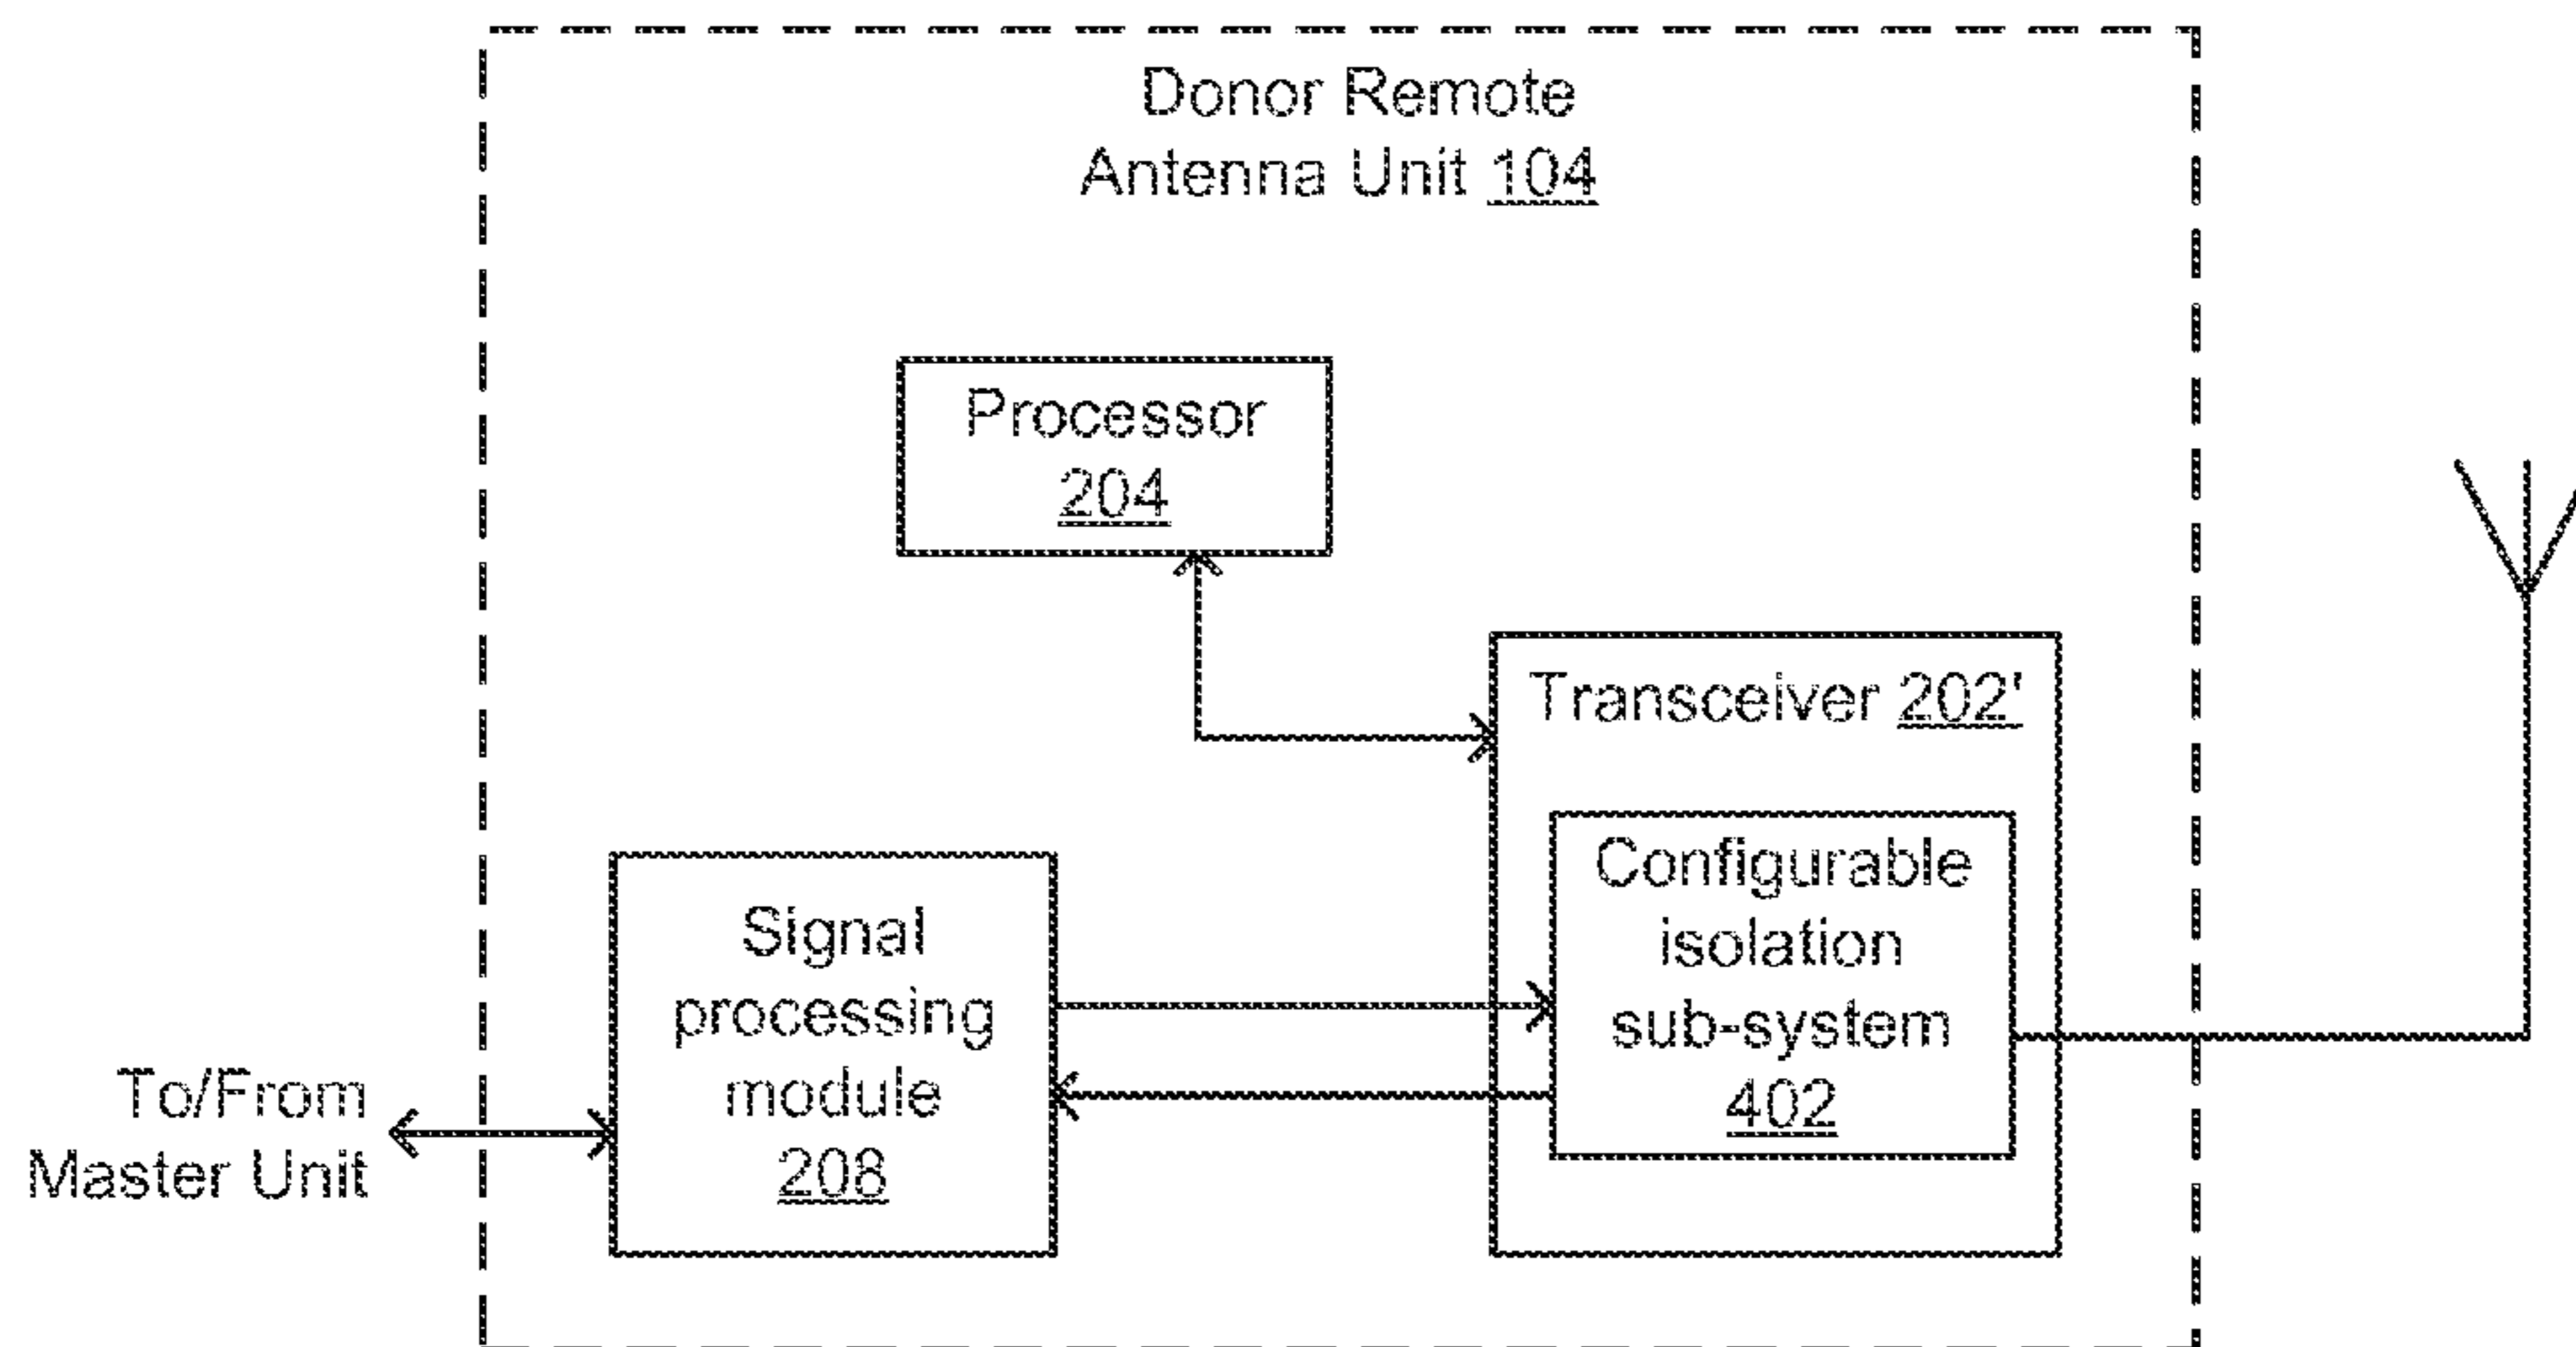 Donor Remote
Antenna Unit 104
Processor
204
Transceiver 202'
Configurable
isolation
sub-system
402
Signal
processing
module
208
To/From
Master Unit